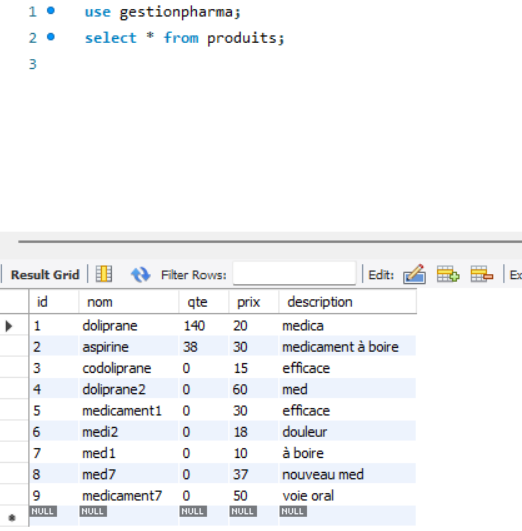 1 use gestionpharma;
2 select * from produits;
3
Result Grid Filter Rows: Edit: Ex
id nom qte prix description
1 doliprane 140 20 medica
2 aspirine 38 30 medicament à boire
3 codoliprane 0 15 efficace
4 doliprane2 0 60 med
5 medicament1 0 30 efficace
6 medi2 0 18 douleur
7 med1 0 10 à boire
8 med7 0 37 nouveau med
9 medicament7 0 50 voie oral
NULL NULL NULL NULL NULL